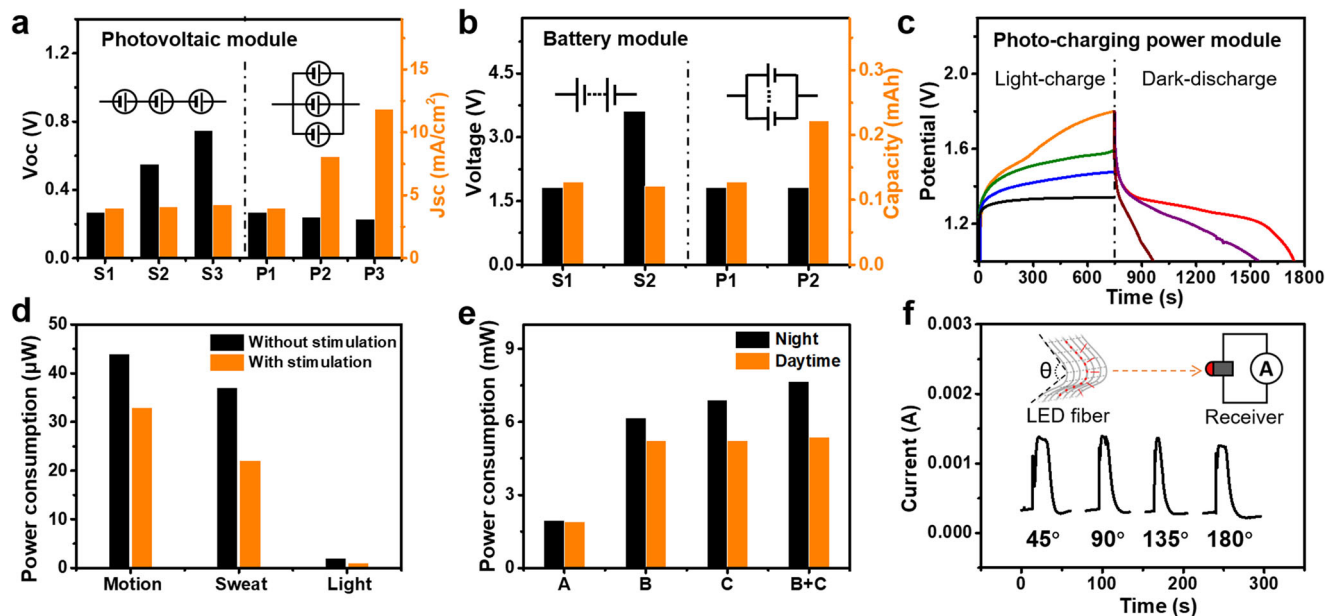 a
Photovoltaic module
1.2
0.8
0.4
0.0
Voc (V)
15
10
5
0
Jsc (mA/cm²)
S1 S2 S3 P1 P2 P3
b
Battery module
4.5
3.0
1.5
0.0
Voltage (V)
0.3
0.2
0.1
0.0
Capacity (mAh)
S1 S2 P1 P2
c
Photo-charging power module
Light-charge Dark-discharge
2.0
1.6
1.2
Potential (V)
0 300 600 900 1200 1500 1800
Time (s)
d
Without stimulation
With stimulation
50
40
30
20
10
0
Power consumption (μW)
Motion Sweat Light
e
Night
Daytime
9
6
3
0
Power consumption (mW)
A B C B+C
f
0.003
0.002
0.001
0.000
Current (A)
θ
A
LED fiber
Receiver
45° 90° 135° 180°
0 100 200 300
Time (s)